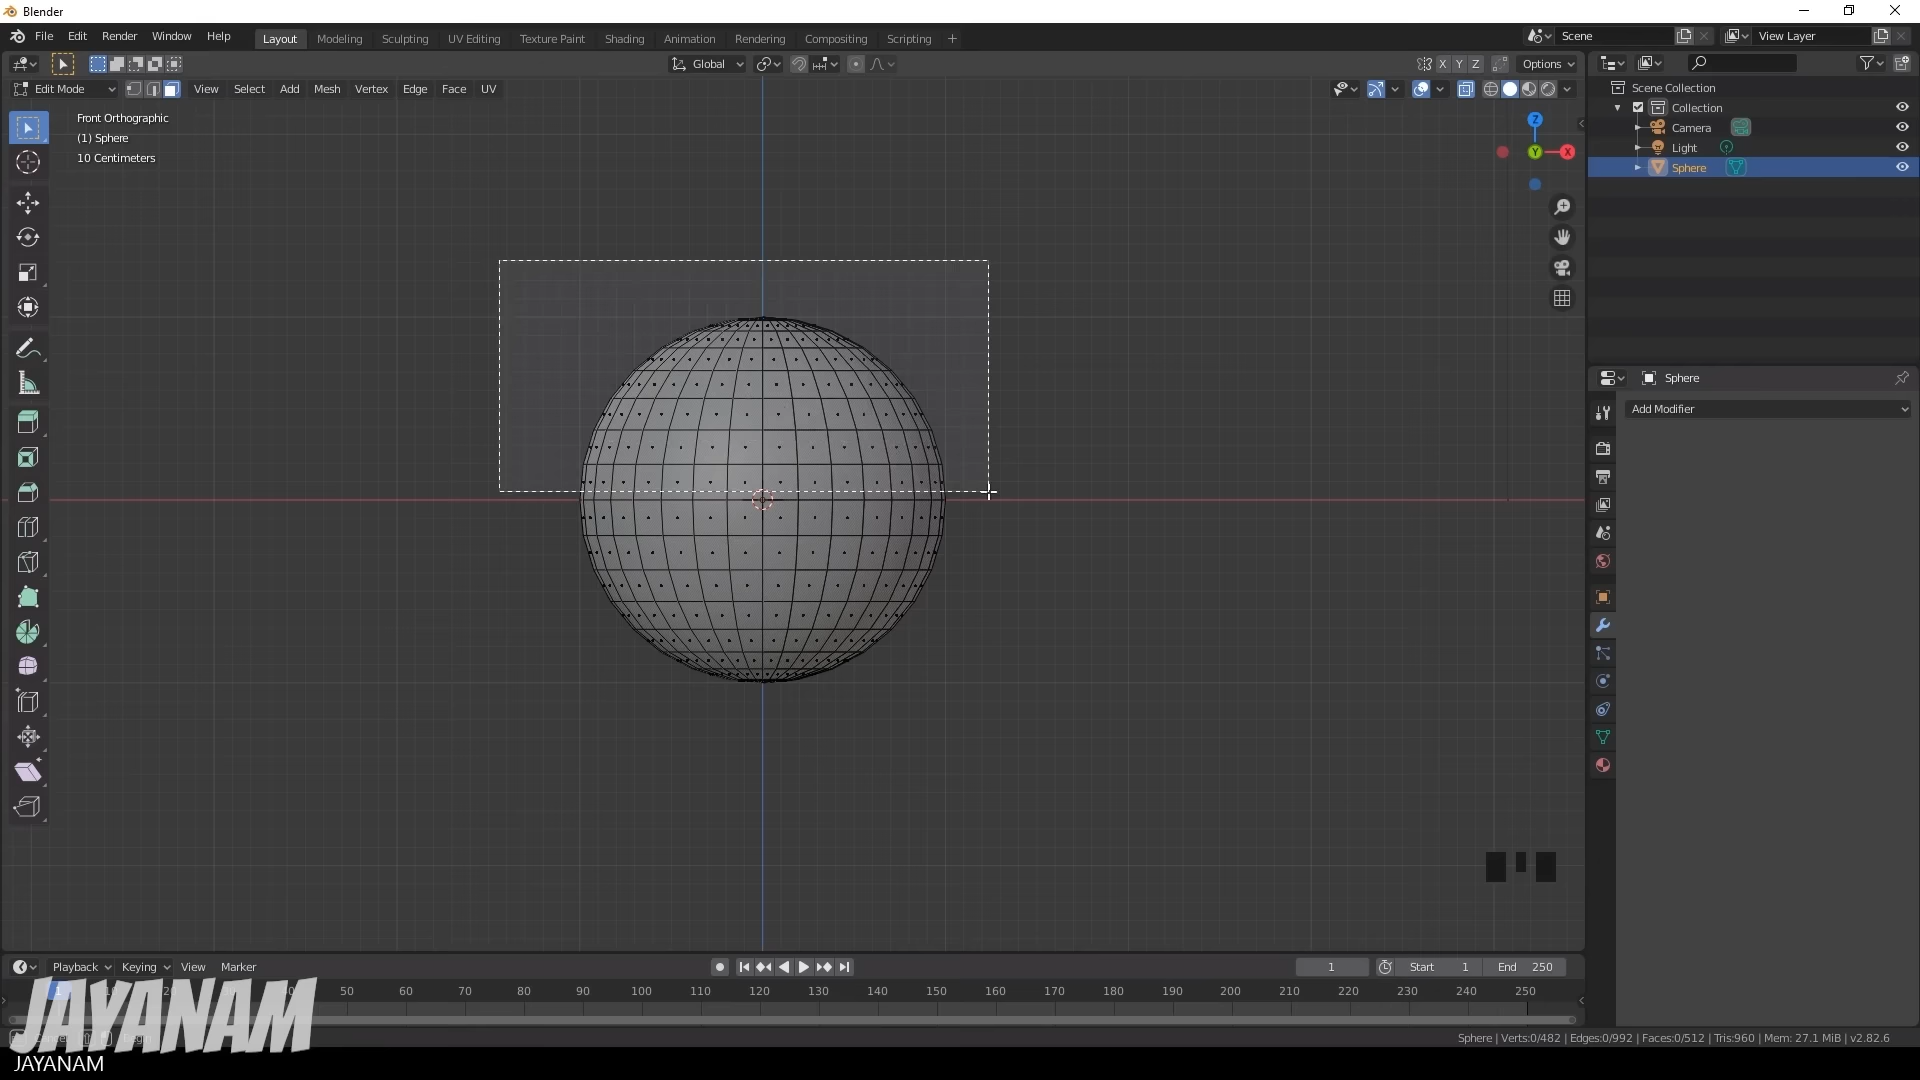 Blender
File Edit Render Window Help Layout Modeling Sculpting UV Editing Texture Paint Shading Animation Rendering Compositing Scripting + Scene View Layer
Global X Y Z Options
Edit Mode View Select Add Mesh Vertex Edge Face UV
Front Orthographic
(1) Sphere
10 Centimeters
Z
Y X
Scene Collection
Collection
Camera
Light
Sphere
Sphere
Add Modifier
Playback Keying View Marker 1 Start 1 End 250
1 50 60 70 80 90 100 110 120 130 140 150 160 170 180 190 200 210 220 230 240 250
JAYANAM
Sphere | Verts:0/482 | Edges:0/992 | Faces:0/512 | Tris:960 | Mem: 27.1 MiB | v2.82.6
JAYANAM